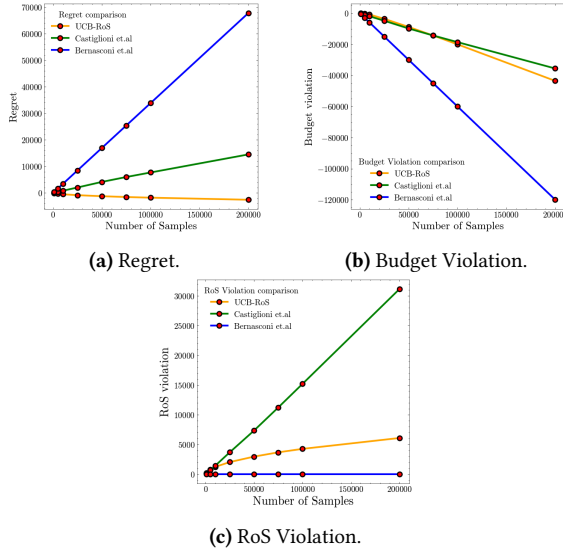 Regret comparison
UCB-RoS
Castiglioni et.al
Bernasconi et.al
70000
60000
50000
40000
30000
20000
10000
0
Regret
0 50000 100000 150000 200000
Number of Samples
(a) Regret.
0
−20000
−40000
−60000
−80000
−100000
−120000
Budget violation
Budget Violation comparison
UCB-RoS
Castiglioni et.al
Bernasconi et.al
0 50000 100000 150000 200000
Number of Samples
(b) Budget Violation.
RoS Violation comparison
UCB-RoS
Castiglioni et.al
Bernasconi et.al
30000
25000
20000
15000
10000
5000
0
RoS violation
0 50000 100000 150000 200000
Number of Samples
(c) RoS Violation.